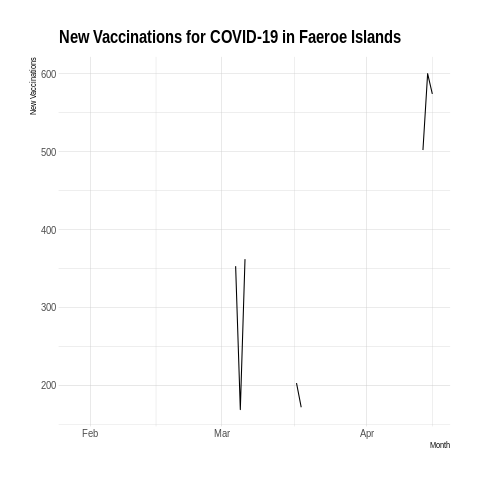 New Vaccinations for COVID-19 in Faeroe Islands
New Vaccinations
600
500
400
300
200
Feb
Mar
Apr
Month